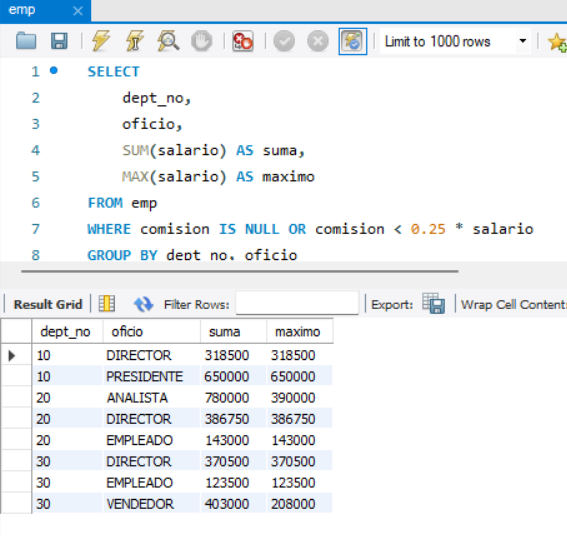 emp
Limit to 1000 rows
1 SELECT
2 dept_no,
3 oficio,
4 SUM(salario) AS suma,
5 MAX(salario) AS maximo
6 FROM emp
7 WHERE comision IS NULL OR comision < 0.25 * salario
8 GROUP BY dept_no, oficio
Result Grid Filter Rows: Export: Wrap Cell Content:
dept_no oficio suma maximo
10 DIRECTOR 318500 318500
10 PRESIDENTE 650000 650000
20 ANALISTA 780000 390000
20 DIRECTOR 386750 386750
20 EMPLEADO 143000 143000
30 DIRECTOR 370500 370500
30 EMPLEADO 123500 123500
30 VENDEDOR 403000 208000